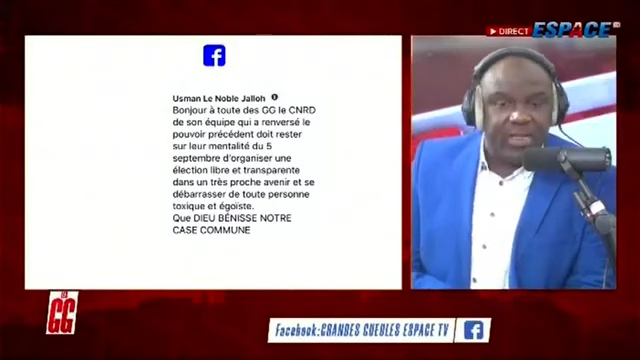 DIRECT ESPACE TV
f
Usman Le Noble Jalloh
Bonjour à toute des GG le CNRD
de son équipe qui a renversé le
pouvoir précédent doit rester
sur leur mentalité du 5
septembre d'organiser une
élection libre et transparente
dans un très proche avenir et se
débarrasser de toute personne
toxique et égoïste.
Que DIEU BÉNISSE NOTRE
CASE COMMUNE
GG
Facebook:GRANDES GUEULES ESPACE TV f